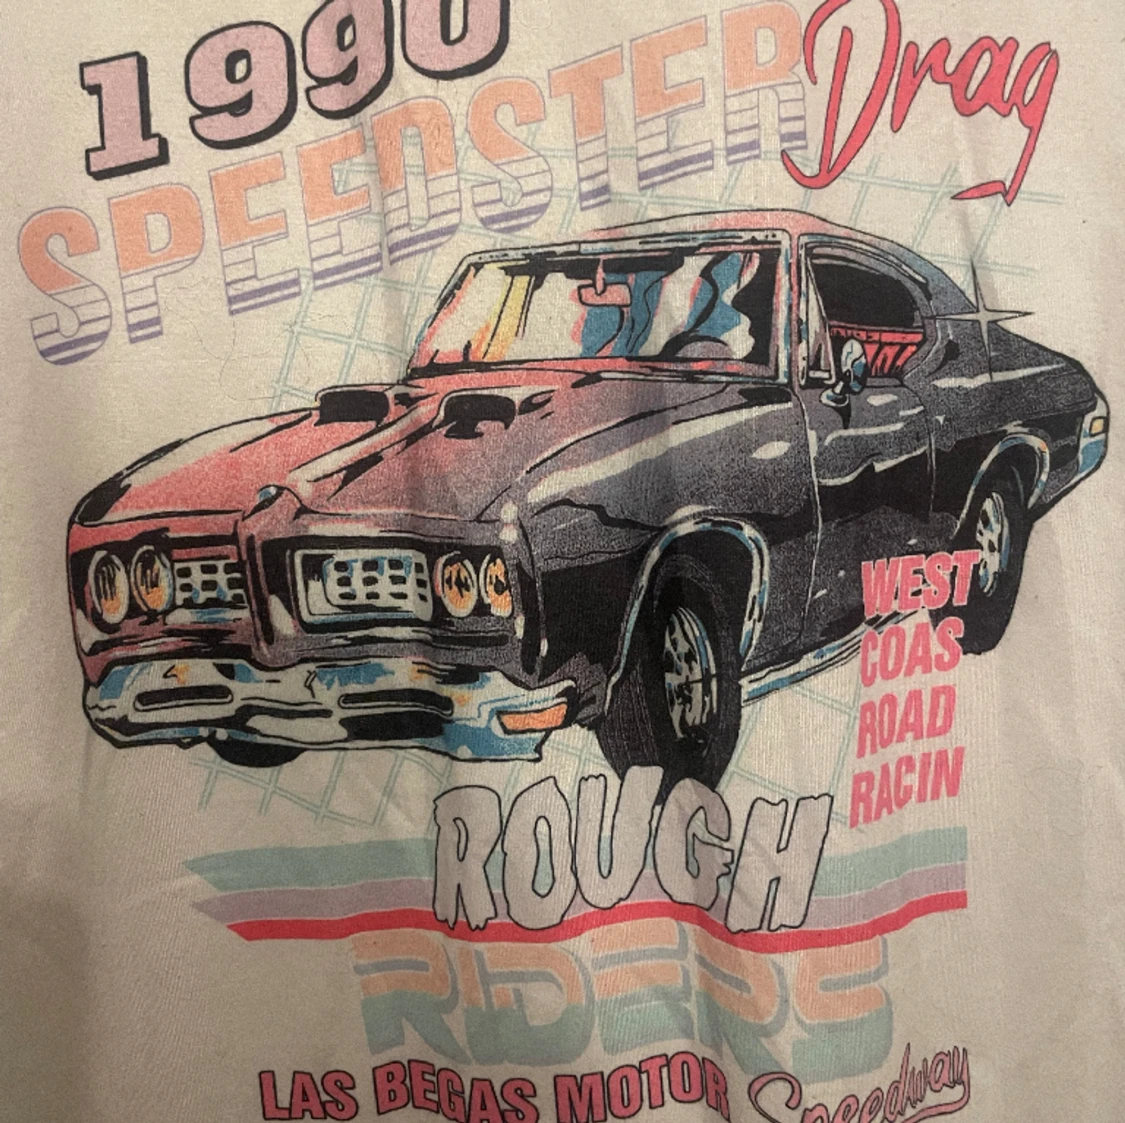 1990
SPEEDSTER Drag
WEST
COAS
ROAD
RACIN
ROUGH
RIDERS
LAS BEGAS MOTOR Speedway